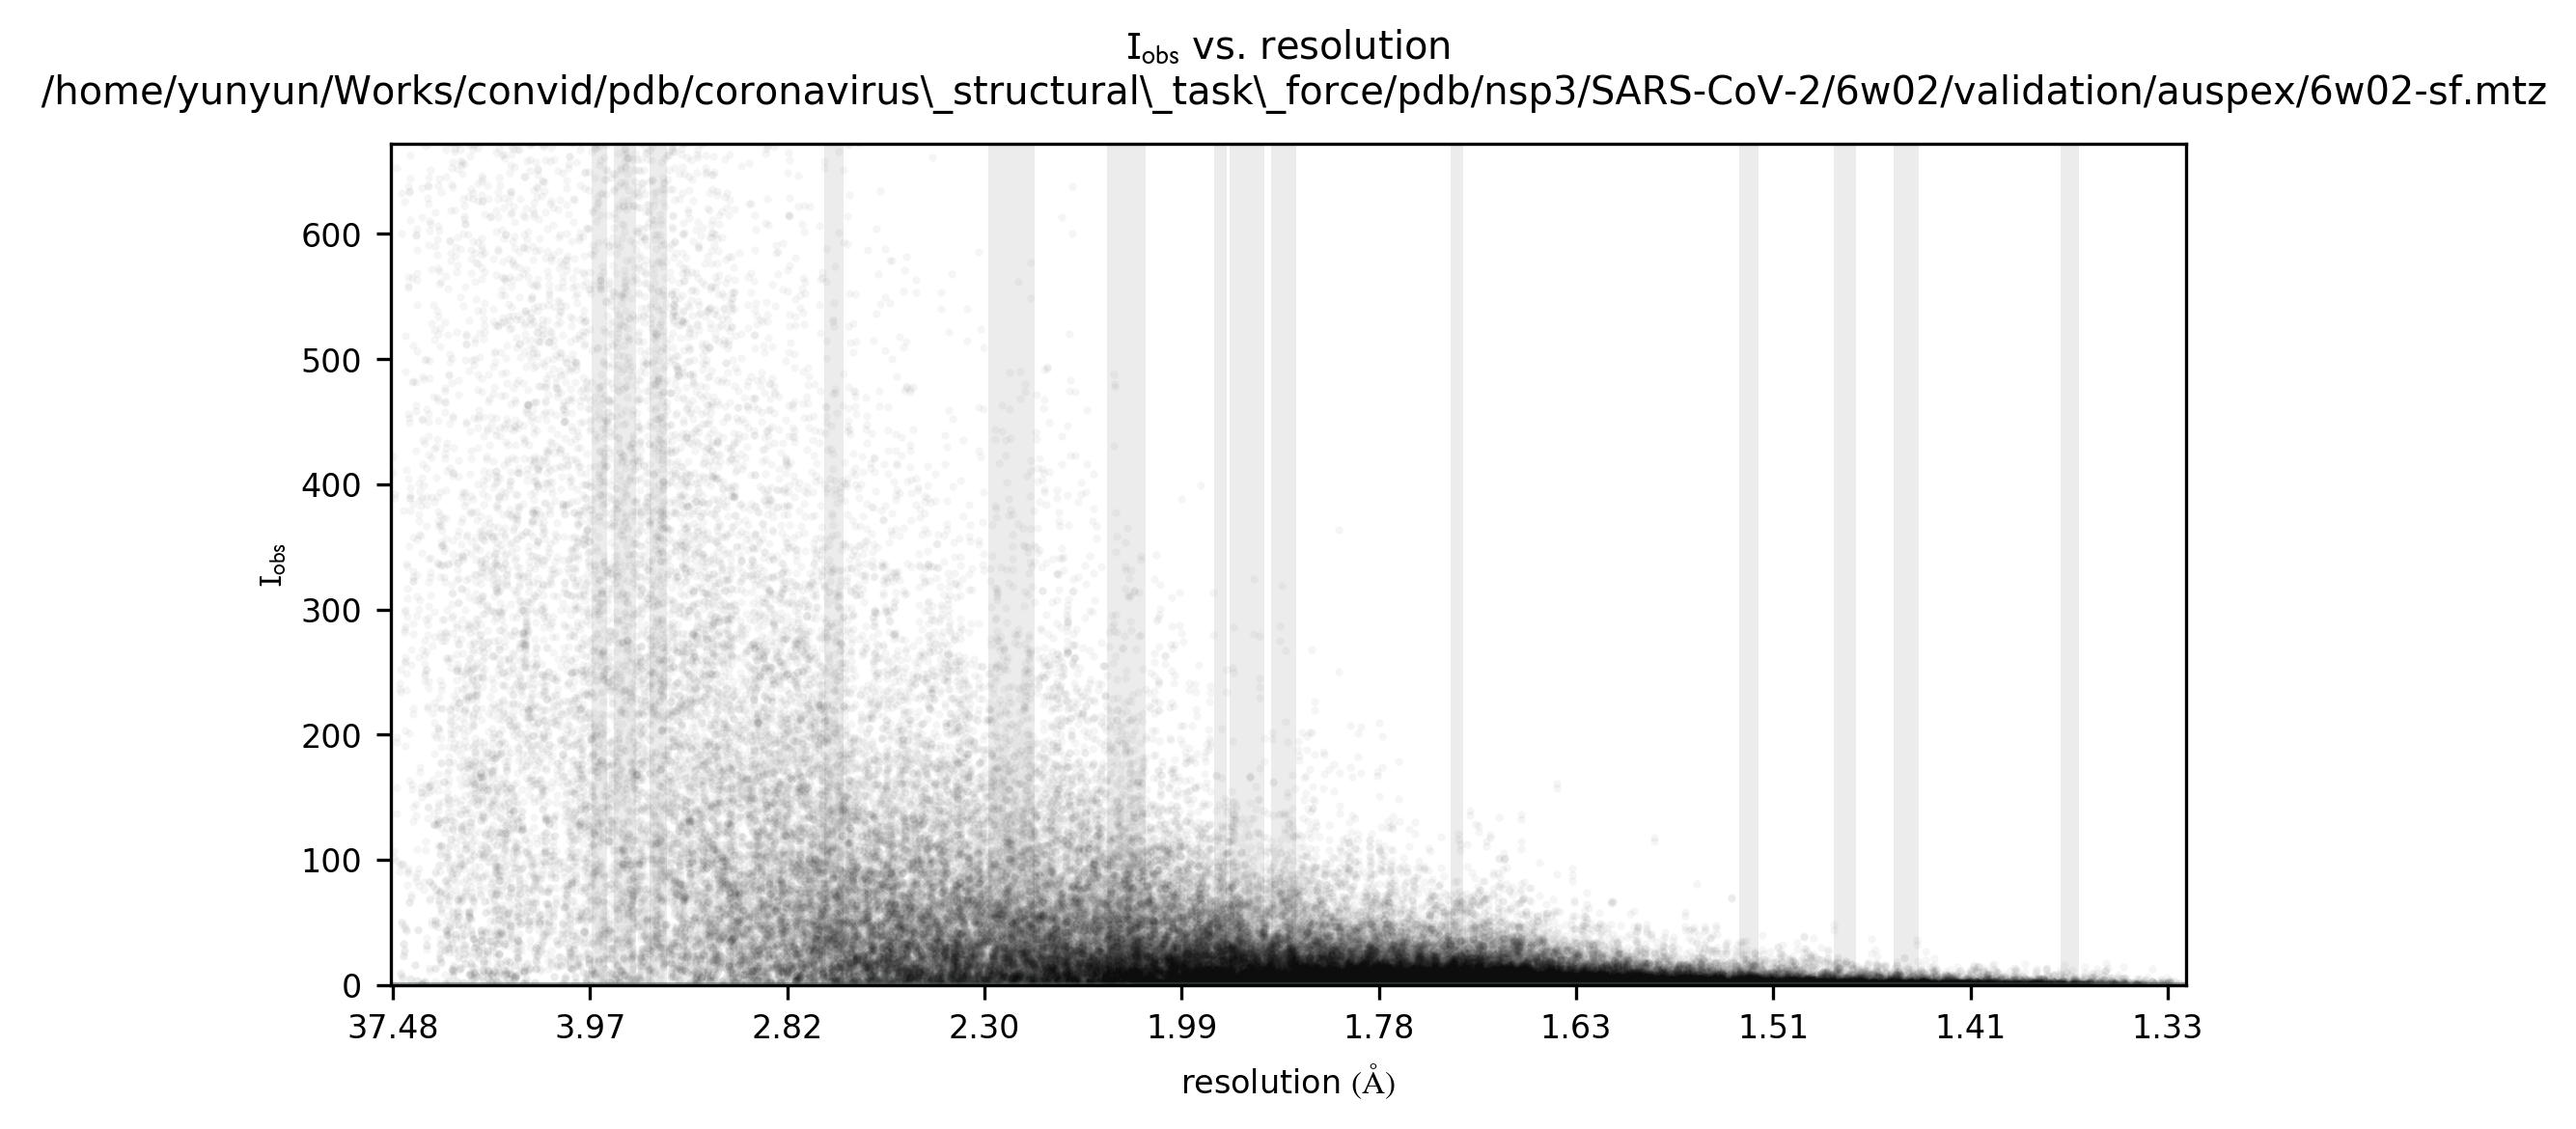 I_obs vs. resolution
/home/yunyun/Works/convid/pdb/coronavirus\_structural\_task\_force/pdb/nsp3/SARS-CoV-2/6w02/validation/auspex/6w02-sf.mtz
600
500
400
300
200
100
0
I_obs
37.48 3.97 2.82 2.30 1.99 1.78 1.63 1.51 1.41 1.33
resolution (Å)